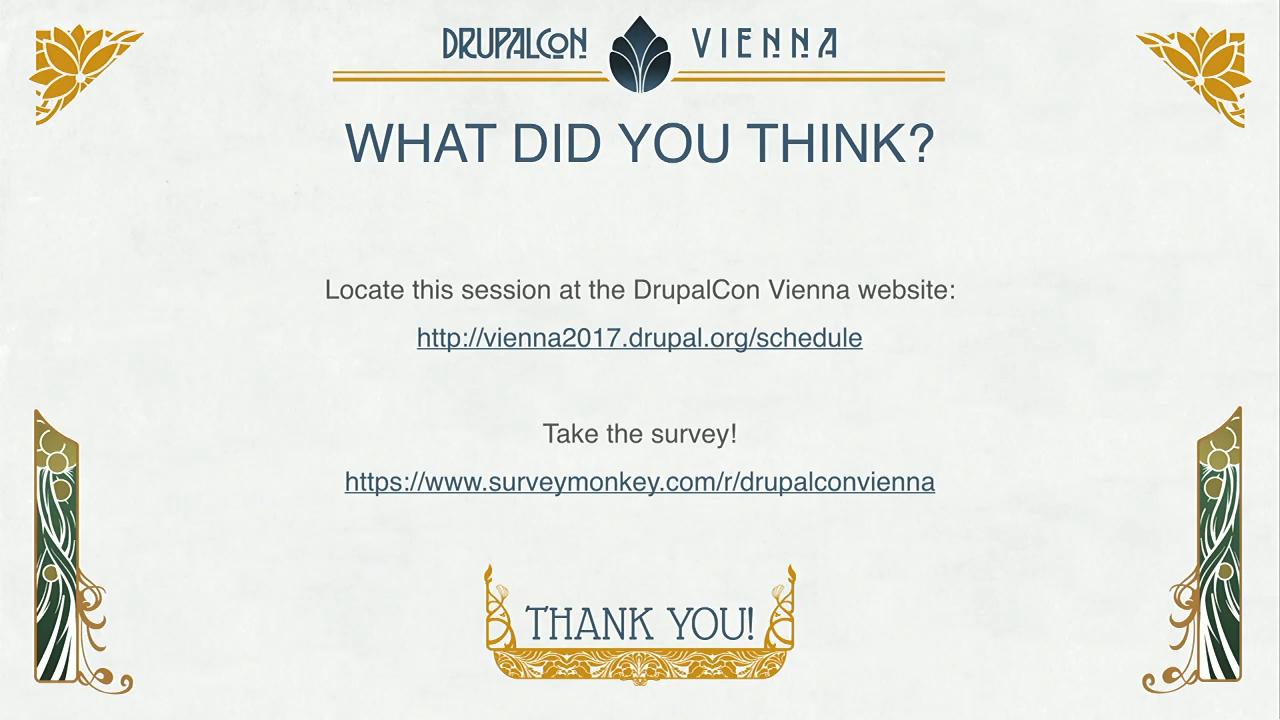 DRUPALCON VIENNA
WHAT DID YOU THINK?
Locate this session at the DrupalCon Vienna website:
http://vienna2017.drupal.org/schedule
Take the survey!
https://www.surveymonkey.com/r/drupalconvienna
THANK YOU!